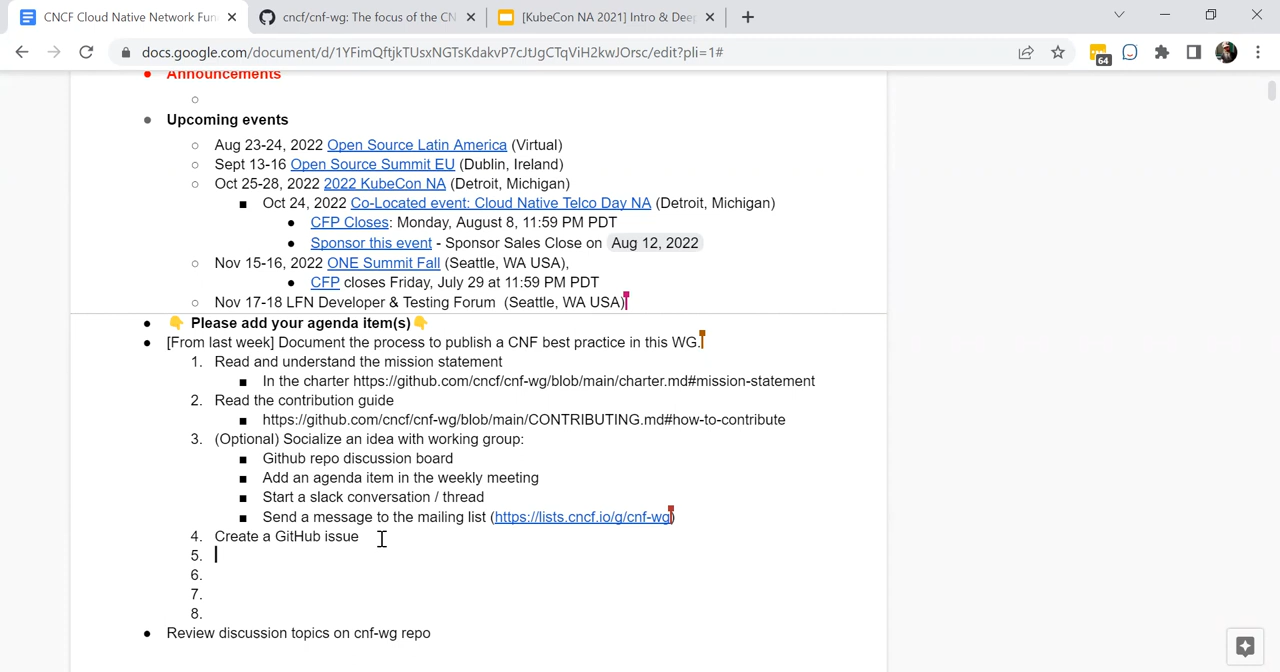 CNCF Cloud Native Network Fun
cncf/cnf-wg: The focus of the CN
[KubeCon NA 2021] Intro & Deep
docs.google.com/document/d/1YFimQftjkTUsxNGTsKdakvP7cJtJgCTqViH2kwJOrsc/edit?pli=1#
64
Announcements
Upcoming events
Aug 23-24, 2022 Open Source Latin America (Virtual)
Sept 13-16 Open Source Summit EU (Dublin, Ireland)
Oct 25-28, 2022 2022 KubeCon NA (Detroit, Michigan)
Oct 24, 2022 Co-Located event: Cloud Native Telco Day NA (Detroit, Michigan)
CFP Closes: Monday, August 8, 11:59 PM PDT
Sponsor this event - Sponsor Sales Close on Aug 12, 2022
Nov 15-16, 2022 ONE Summit Fall (Seattle, WA USA),
CFP closes Friday, July 29 at 11:59 PM PDT
Nov 17-18 LFN Developer & Testing Forum (Seattle, WA USA)
👇 Please add your agenda item(s)👇
[From last week] Document the process to publish a CNF best practice in this WG.
1. Read and understand the mission statement
In the charter https://github.com/cncf/cnf-wg/blob/main/charter.md#mission-statement
2. Read the contribution guide
https://github.com/cncf/cnf-wg/blob/main/CONTRIBUTING.md#how-to-contribute
3. (Optional) Socialize an idea with working group:
Github repo discussion board
Add an agenda item in the weekly meeting
Start a slack conversation / thread
Send a message to the mailing list (https://lists.cncf.io/g/cnf-wg)
4. Create a GitHub issue
5.
6.
7.
8.
Review discussion topics on cnf-wg repo